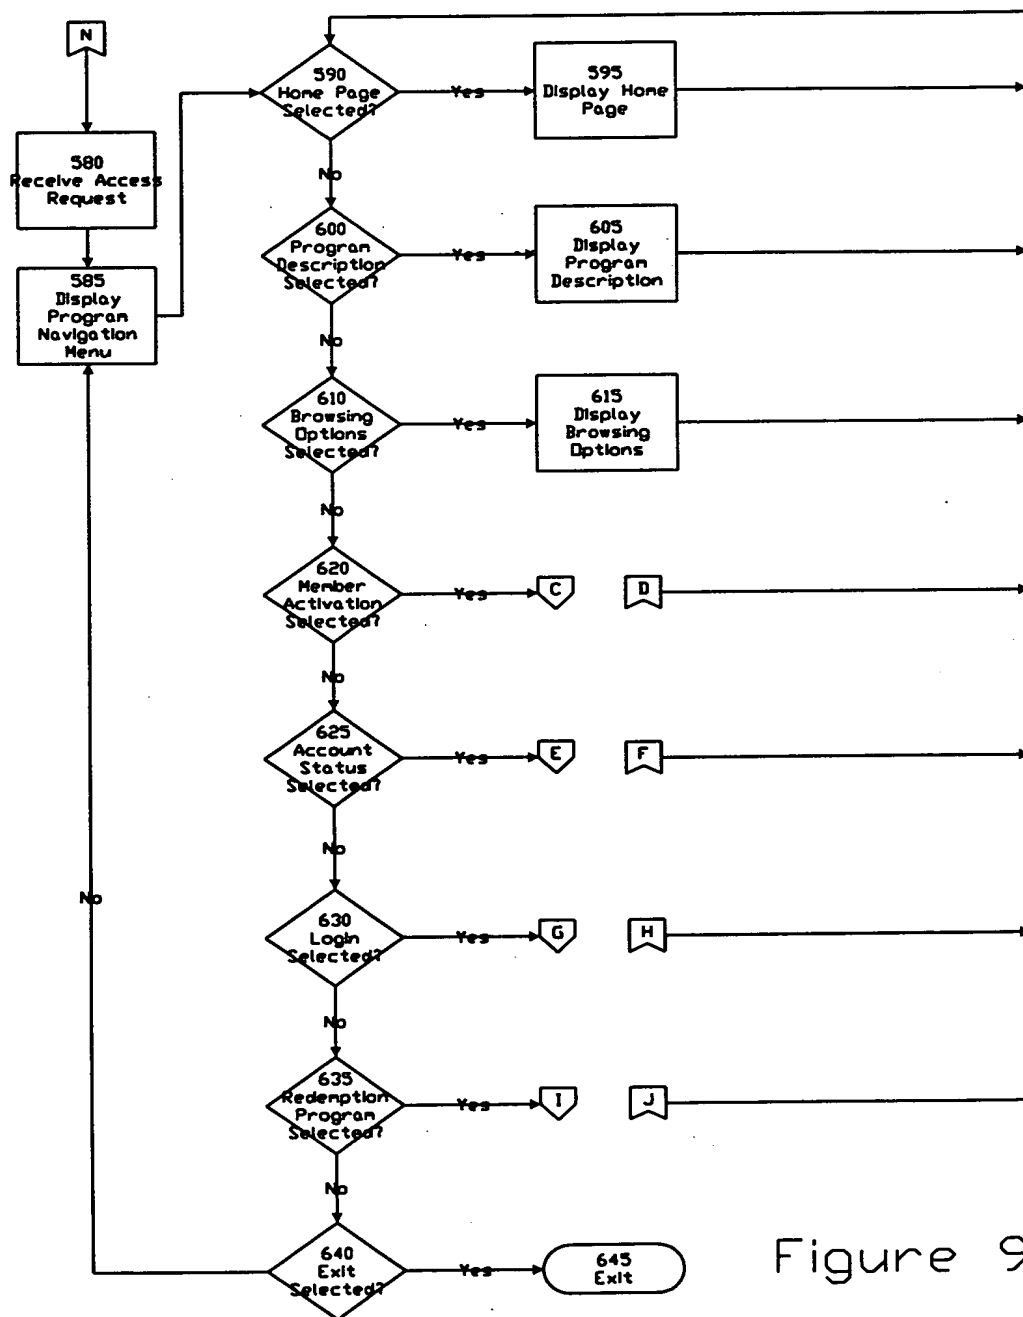 N
580
Receive Access
Request
585
Display
Program
Navigation
Menu
590
Home Page
Selected?
Yes
595
Display Home
Page
No
600
Program
Description
Selected?
Yes
605
Display
Program
Description
No
610
Browsing
Options
Selected?
Yes
615
Display
Browsing
Options
No
620
Member
Activation
Selected?
Yes
C
D
No
625
Account
Status
Selected?
Yes
E
F
No
No
630
Login
Selected?
Yes
G
H
No
635
Redemption
Program
Selected?
Yes
I
J
No
640
Exit
Selected?
Yes
645
Exit
Figure 9